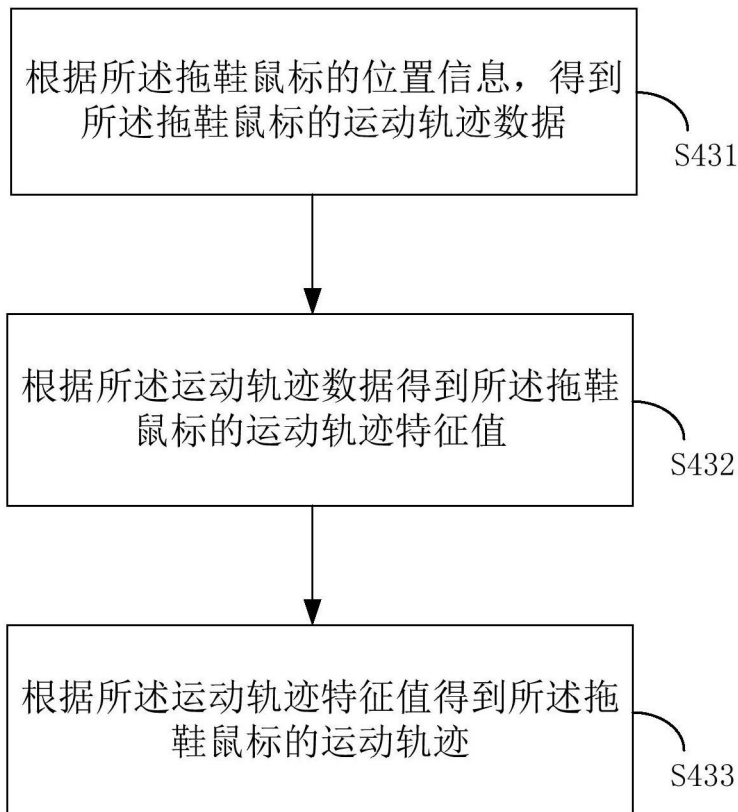 根据所述拖鞋鼠标的位置信息，得到
所述拖鞋鼠标的运动轨迹数据
S431
根据所述运动轨迹数据得到所述拖鞋
鼠标的运动轨迹特征值
S432
根据所述运动轨迹特征值得到所述拖
鞋鼠标的运动轨迹
S433